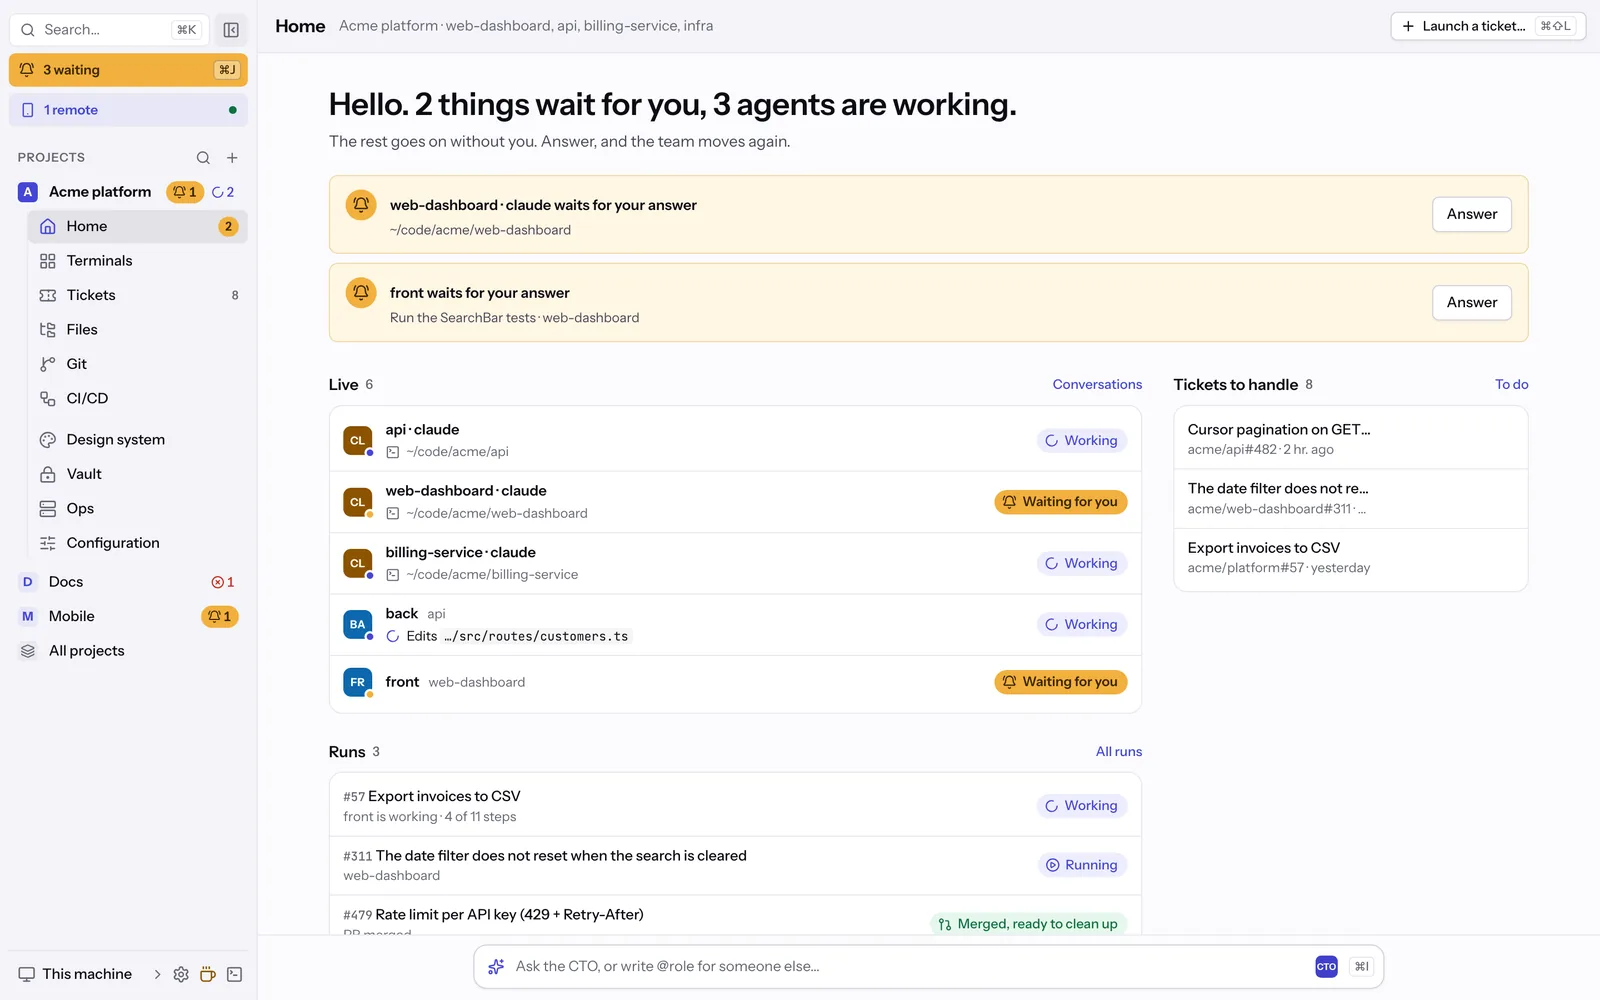 Search... ⌘K
3 waiting ⌘J
1 remote
PROJECTS
A Acme platform 1 2
Home 2
Terminals
Tickets 8
Files
Git
CI/CD
Design system
Vault
Ops
Configuration
D Docs 1
M Mobile 1
All projects
This machine
Home Acme platform · web-dashboard, api, billing-service, infra
+ Launch a ticket... ⌘⇧L
Hello. 2 things wait for you, 3 agents are working.
The rest goes on without you. Answer, and the team moves again.
web-dashboard · claude waits for your answer
~/code/acme/web-dashboard
Answer
front waits for your answer
Run the SearchBar tests · web-dashboard
Answer
Live 6 Conversations
CL api · claude
~/code/acme/api
Working
CL web-dashboard · claude
~/code/acme/web-dashboard
Waiting for you
CL billing-service · claude
~/code/acme/billing-service
Working
BA back api
Edits …/src/routes/customers.ts
Working
FR front web-dashboard
Waiting for you
Runs 3 All runs
#57 Export invoices to CSV
front is working · 4 of 11 steps
Working
#311 The date filter does not reset when the search is cleared
web-dashboard
Running
#479 Rate limit per API key (429 + Retry-After)
PR merged
Merged, ready to clean up
Tickets to handle 8 To do
Cursor pagination on GET...
acme/api#482 · 2 hr. ago
The date filter does not re...
acme/web-dashboard#311 · ...
Export invoices to CSV
acme/platform#57 · yesterday
Ask the CTO, or write @role for someone else... CTO ⌘I